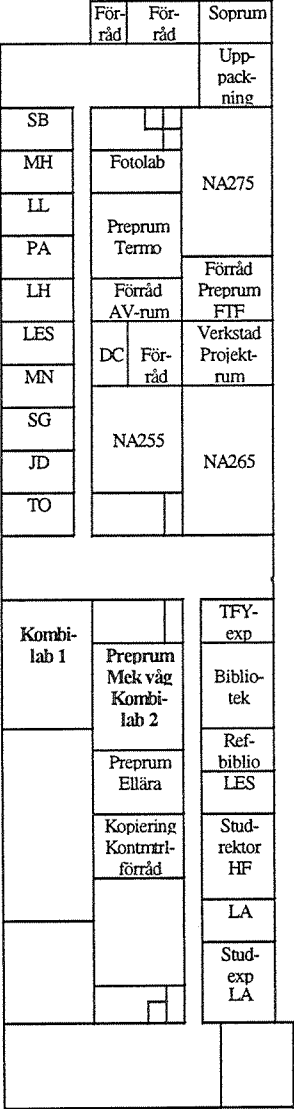 För-
råd
För-
råd
Soprum
Upp-
pack-
ning
SB
MH
LL
PA
LH
LES
MN
SG
JD
TO
Fotolab
Preprum
Termo
Förråd
AV-rum
DC
För-
råd
NA255
NA275
Förråd
Preprum
FTF
Verkstad
Projekt-
rum
NA265
Kombi-
lab 1
Preprum
Mek våg
Kombi-
lab 2
Preprum
Ellära
Kopiering
Kontmtrl-
förråd
TFY-
exp
Biblio-
tek
Ref-
biblio
LES
Stud-
rektor
HF
LA
Stud-
exp
LA